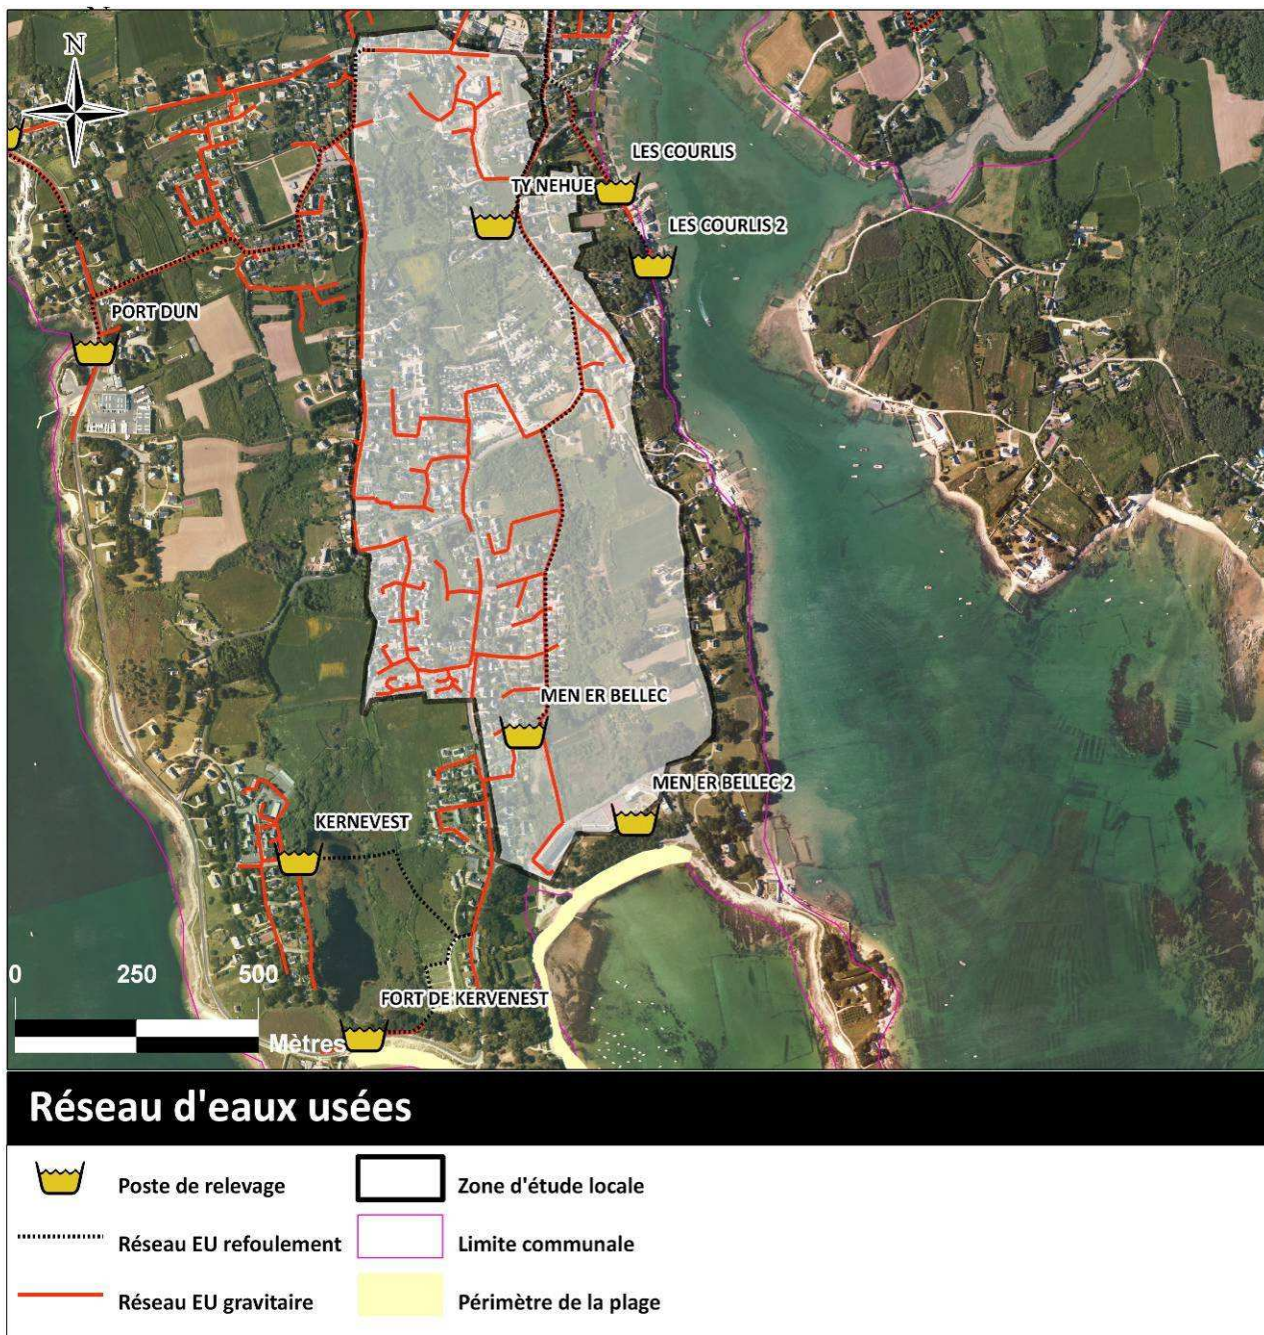 N
LES COURLIS
TY NEHUE
LES COURLIS 2
PORT DUN
MEN ER BELLEC
MEN ER BELLEC 2
KERNEVEST
FORT DE KERVENEST
0 250 500
Mètres
Réseau d'eaux usées
Poste de relevage
Zone d'étude locale
Réseau EU refoulement
Limite communale
Réseau EU gravitaire
Périmètre de la plage